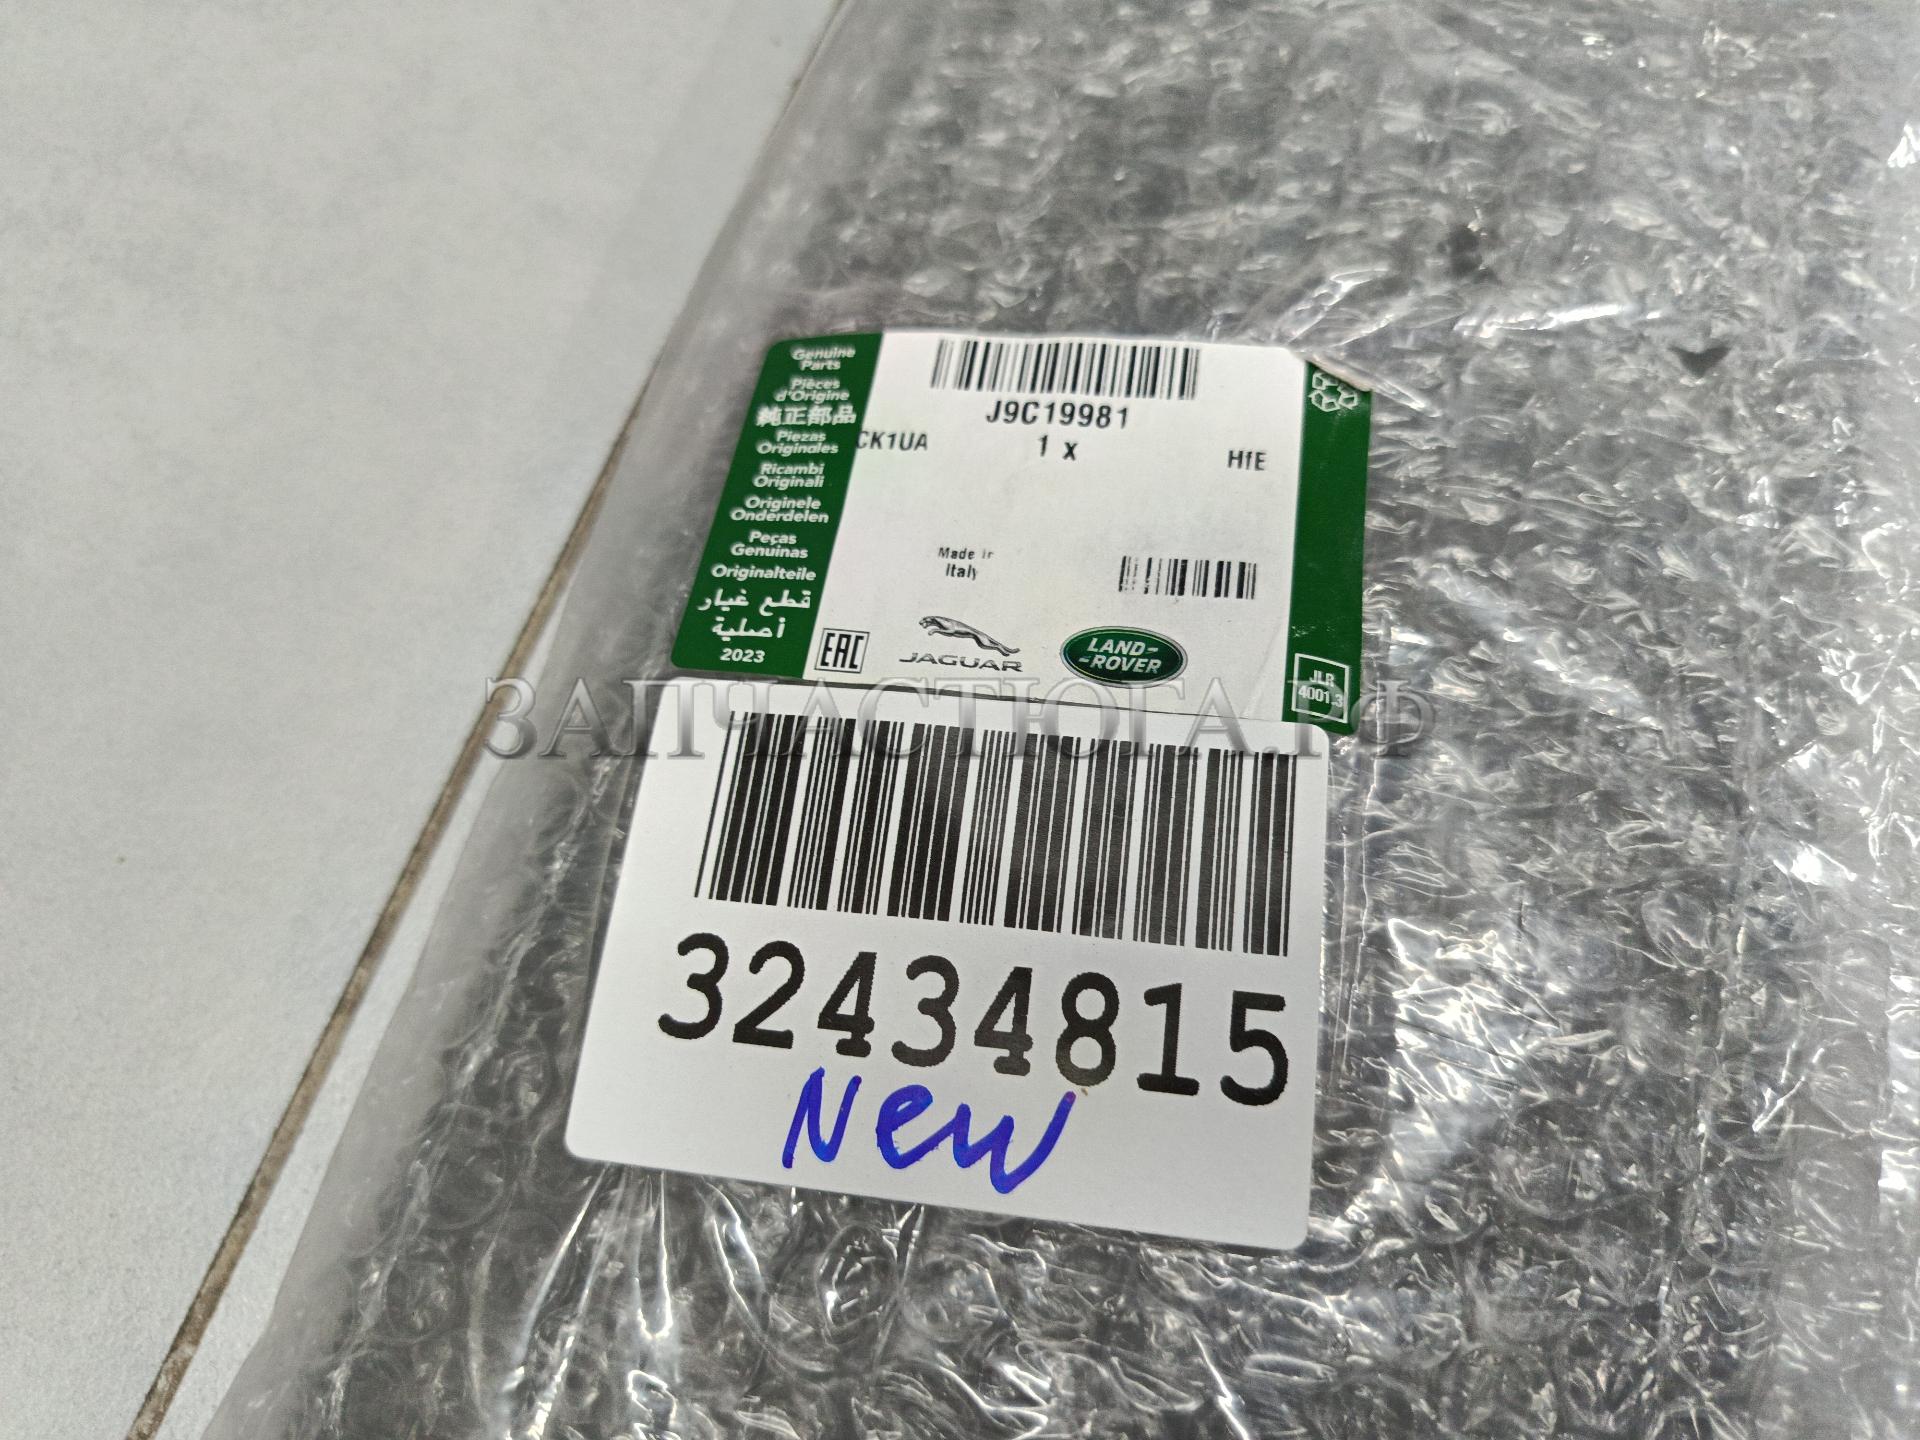 Genuine
Parts
Pièces
d'Origine
純正部品
Piezas
Originales
Ricambi
Originali
Originele
Onderdelen
Peças
Genuinas
Originalteile
قطع غيار
أصلية
2023
J9C19981
CK1UA
1 x
HfE
Made in
Italy
EAC
JAGUAR
LAND-
-ROVER
JLR
4001.3
ЗАПЧАСТЮГА.РФ
32434815
New